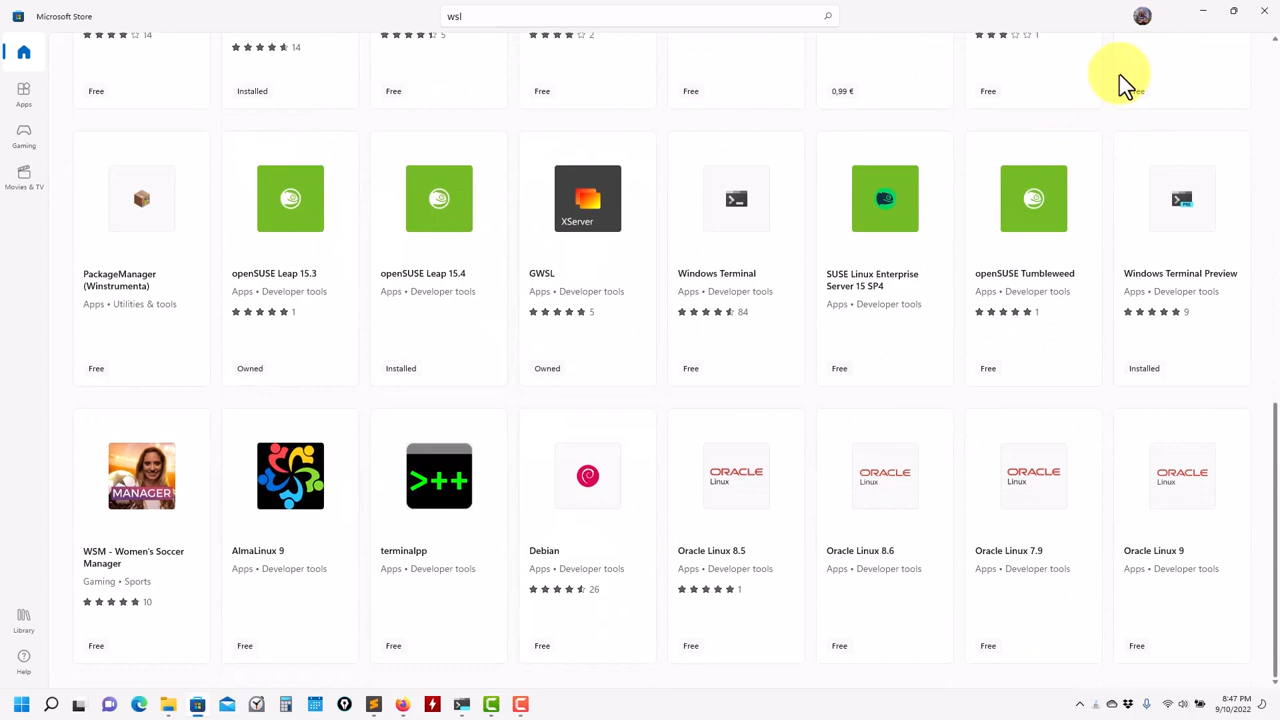 Microsoft Store
wsl
14
14
5
2
1
Free
Installed
Free
Free
Free
0,99 €
Free
Apps
Gaming
Movies & TV
XServer
PackageManager
(Winstrumenta)
Apps • Utilities & tools
Free
openSUSE Leap 15.3
Apps • Developer tools
1
Owned
openSUSE Leap 15.4
Apps • Developer tools
Installed
GWSL
Apps • Developer tools
5
Owned
Windows Terminal
Apps • Developer tools
84
Free
SUSE Linux Enterprise
Server 15 SP4
Apps • Developer tools
Free
openSUSE Tumbleweed
Apps • Developer tools
1
Free
PRE
Windows Terminal Preview
Apps • Developer tools
9
Installed
MANAGER
WSM - Women's Soccer
Manager
Gaming • Sports
10
Free
AlmaLinux 9
Apps • Developer tools
Free
>++
terminalpp
Apps • Developer tools
Free
Debian
Apps • Developer tools
26
Free
ORACLE
Linux
Oracle Linux 8.5
Apps • Developer tools
1
Free
ORACLE
Linux
Oracle Linux 8.6
Apps • Developer tools
Free
ORACLE
Linux
Oracle Linux 7.9
Apps • Developer tools
Free
ORACLE
Linux
Oracle Linux 9
Apps • Developer tools
Free
Library
Help
8:47 PM
9/10/2022